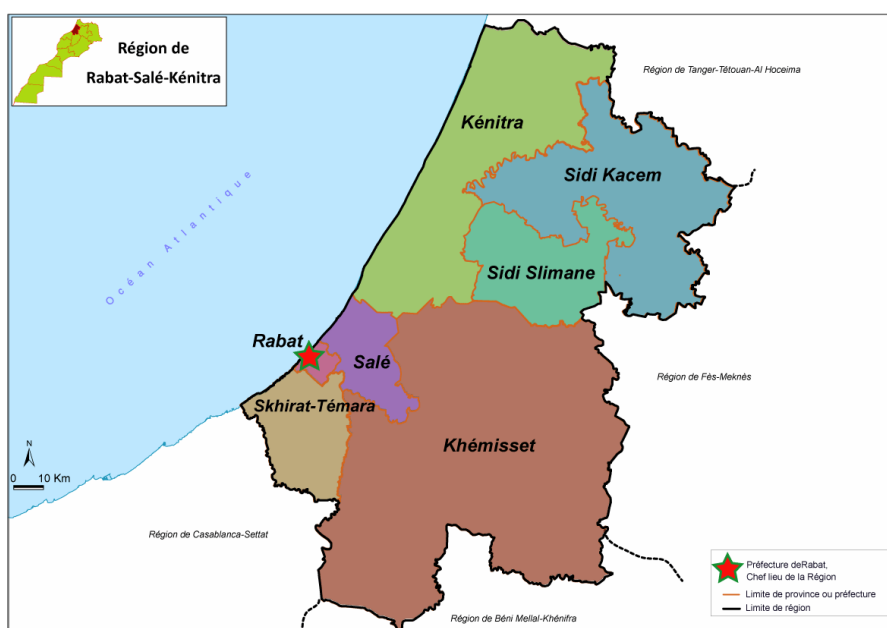 Région de
Rabat-Salé-Kénitra
Région de Tanger-Tétouan-Al Hoceima
Kénitra
Sidi Kacem
Océan Atlantique
Sidi Slimane
Rabat
Salé
Région de Fès-Meknès
Skhirat-Témara
Khémisset
N
0 10 Km
Région de Casablanca-Settat
Préfecture deRabat,
Chef lieu de la Région
Limite de province ou préfecture
Limite de région
Région de Béni Mellal-Khénifra